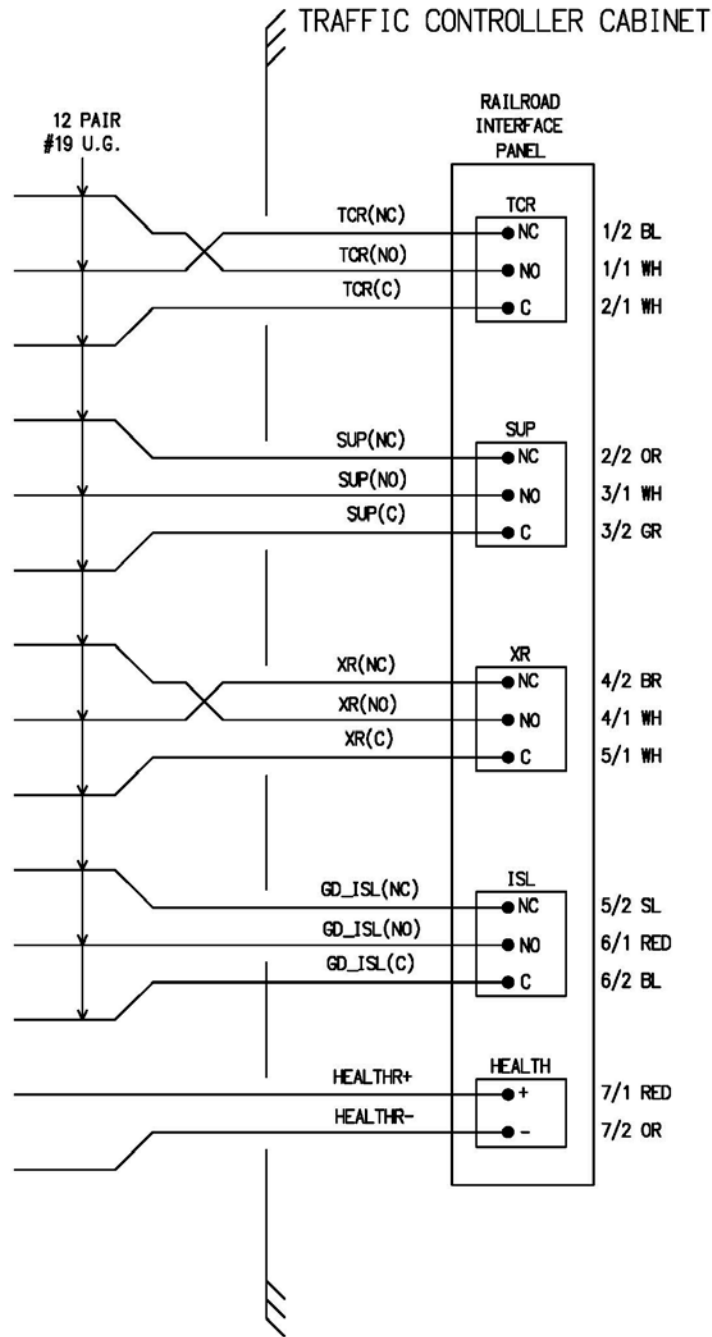 TRAFFIC CONTROLLER CABINET
12 PAIR
#19 U.G.
RAILROAD
INTERFACE
PANEL
TCR
TCR(NC)
NC
1/2 BL
TCR(NO)
NO
1/1 WH
TCR(C)
C
2/1 WH
SUP
SUP(NC)
NC
2/2 OR
SUP(NO)
NO
3/1 WH
SUP(C)
C
3/2 GR
XR
XR(NC)
NC
4/2 BR
XR(NO)
NO
4/1 WH
XR(C)
C
5/1 WH
ISL
GD_ISL(NC)
NC
5/2 SL
GD_ISL(NO)
NO
6/1 RED
GD_ISL(C)
C
6/2 BL
HEALTH
HEALTHR+
+
7/1 RED
HEALTHR-
-
7/2 OR